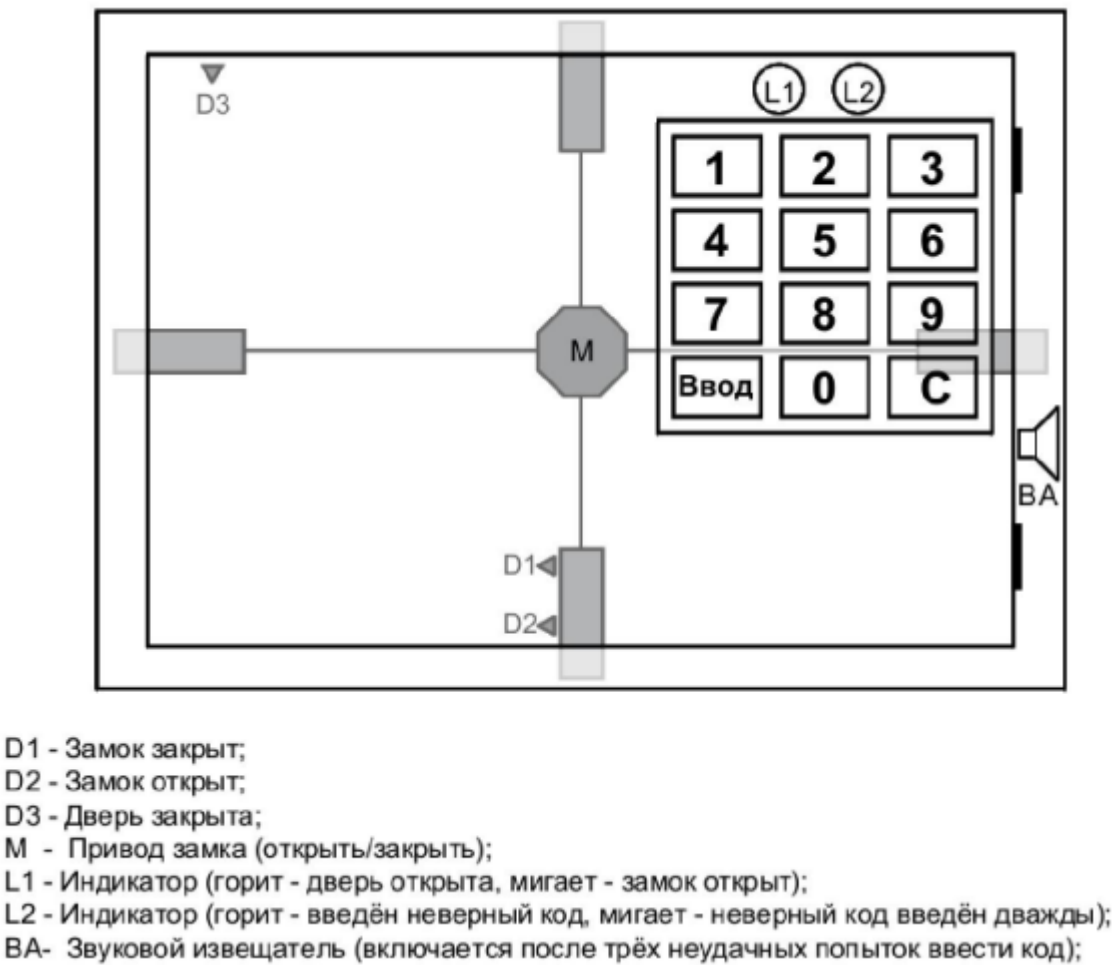 L1 L2
D3
1 2 3
4 5 6
7 8 9
М
Ввод 0 C
BA
D1
D2
D1 - Замок закрыт;
D2 - Замок открыт;
D3 - Дверь закрыта;
М - Привод замка (открыть/закрыть);
L1 - Индикатор (горит - дверь открыта, мигает - замок открыт);
L2 - Индикатор (горит - введён неверный код, мигает - неверный код введён дважды);
ВА- Звуковой извещатель (включается после трёх неудачных попыток ввести код);